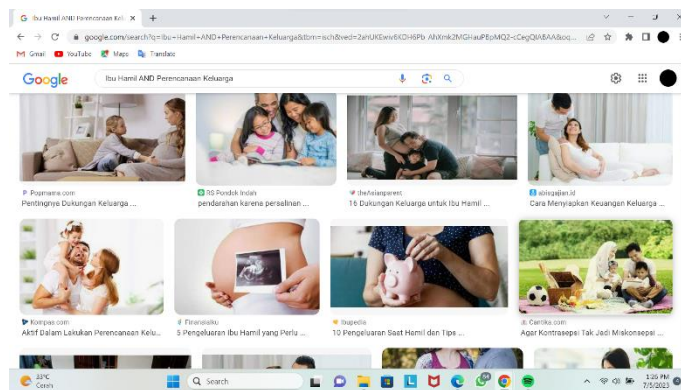 Ibu Hamil AND Perencanaan Kel
google.com/search?q=Ibu+Hamil+AND+Perencanaan+Keluarga&tbm=isch&ved=
Gmail YouTube Maps Translate
Google Ibu Hamil AND Perencanaan Keluarga
Popmama.com RS Pondok Indah theAsianparent
Pentingnya Dukungan Keluarga ... pendarahan karena persalinan ... 16 Dukungan Keluarga untuk Ibu Hamil ... Cara Menyiapkan Keuangan Keluarga ...
Kompas.com Finansialku Ibupedia Cantika.com
Aktif Dalam Lakukan Perencanaan Kelu... 5 Pengeluaran Ibu Hamil yang Perlu ... 10 Pengeluaran Saat Hamil dan Tips ... Agar Kontrasepsi Tak Jadi Miskonsepsi ...
33°C
Cerah
Search
1:26 PM
7/5/2023